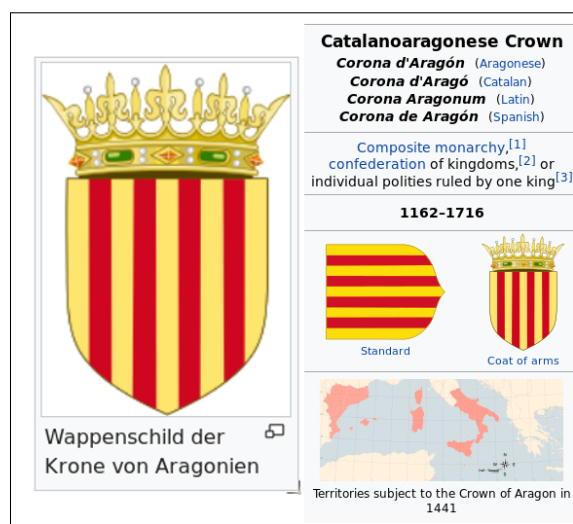 Wappenschild der
Krone von Aragonien
Catalanoaragonese Crown
Corona d'Aragón (Aragonese)
Corona d'Aragó (Catalan)
Corona Aragonum (Latin)
Corona de Aragón (Spanish)
Composite monarchy,[1]
confederation of kingdoms,[2] or
individual polities ruled by one king[3]
1162–1716
Standard
Coat of arms
Territories subject to the Crown of Aragon in
1441